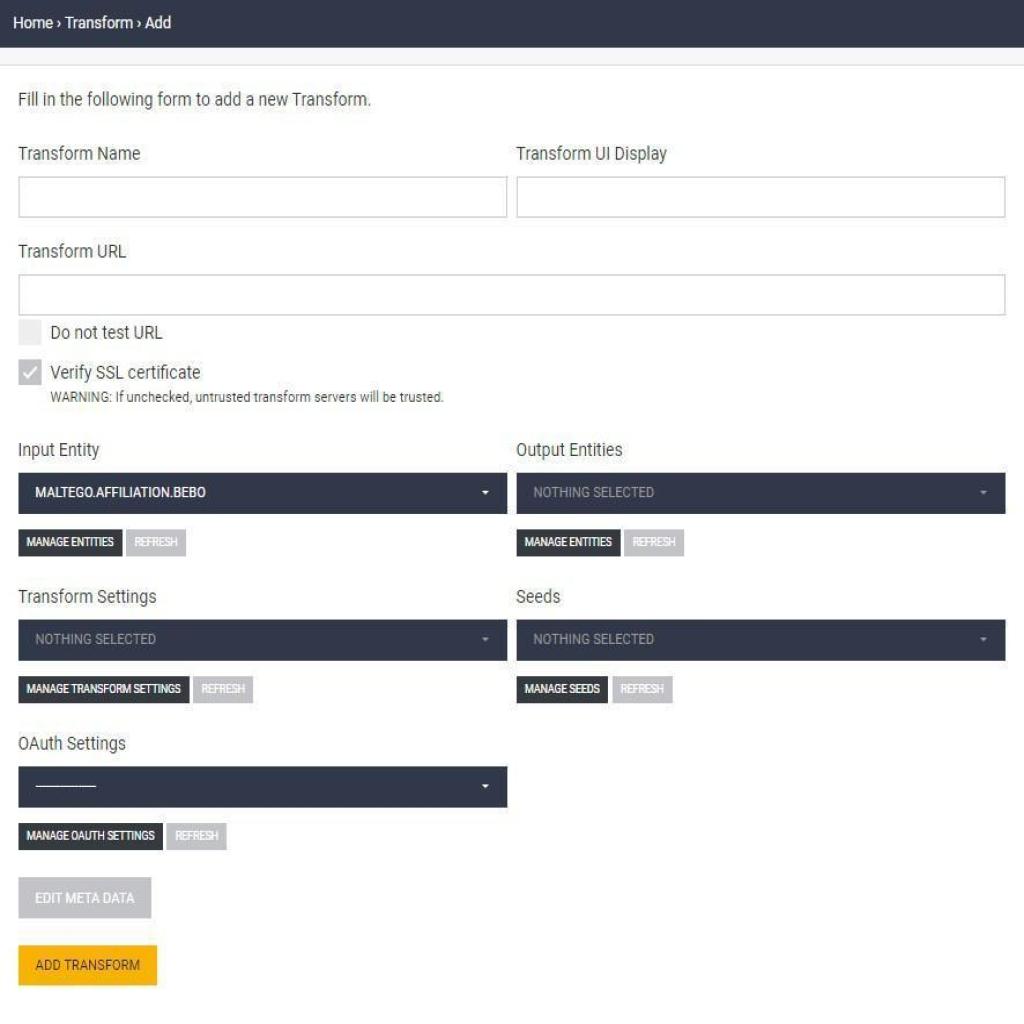 Home › Transform › Add
Fill in the following form to add a new Transform.
Transform Name
Transform UI Display
Transform URL
Do not test URL
Verify SSL certificate
WARNING: If unchecked, untrusted transform servers will be trusted.
Input Entity
Output Entities
MALTEGO.AFFILIATION.BEBO
NOTHING SELECTED
MANAGE ENTITIES REFRESH
MANAGE ENTITIES REFRESH
Transform Settings
Seeds
NOTHING SELECTED
NOTHING SELECTED
MANAGE TRANSFORM SETTINGS REFRESH
MANAGE SEEDS REFRESH
OAuth Settings
MANAGE OAUTH SETTINGS REFRESH
EDIT META DATA
ADD TRANSFORM